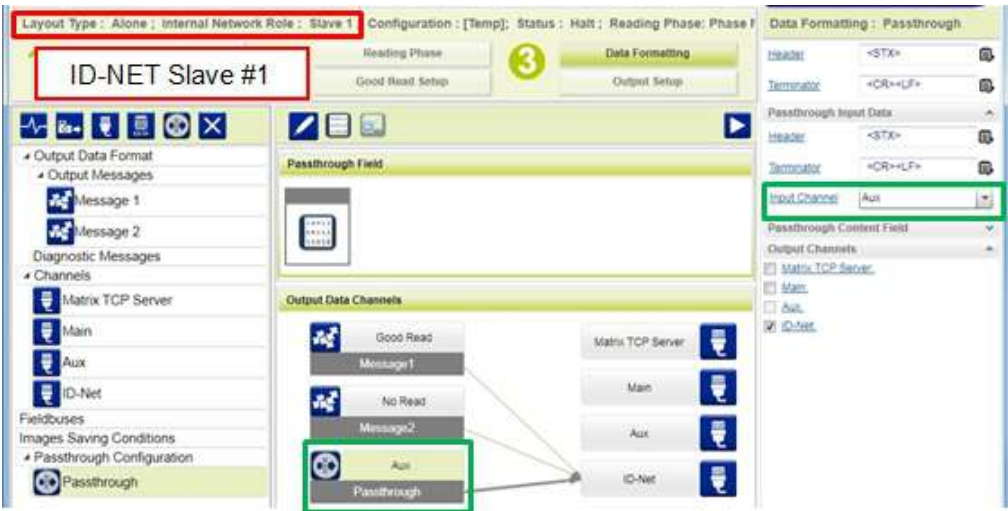 Layout Type : Alone ; Internal Network Role : Slave 1 Configuration : [Temp]; Status : Halt ; Reading Phase: Phase
ID-NET Slave #1
Reading Phase
Good Read Setup
3
Data Formatting
Output Setup
Output Data Format
Output Messages
Message 1
Message 2
Diagnostic Messages
Channels
Matrix TCP Server
Main
Aux
ID-Net
Fieldbuses
Images Saving Conditions
Passthrough Configuration
Passthrough
Passthrough Field
Output Data Channels
Good Read
Message1
No Read
Message2
Aux
Passthrough
Matrix TCP Server
Main
Aux
ID-Net
Data Formatting : Passthrough
Header <STX>
Terminator <CR><LF>
Passthrough Input Data
Header <STX>
Terminator <CR><LF>
Input Channel Aux
Passthrough Content Field
Output Channels
Matrix TCP Server
Main
Aux
ID-Net